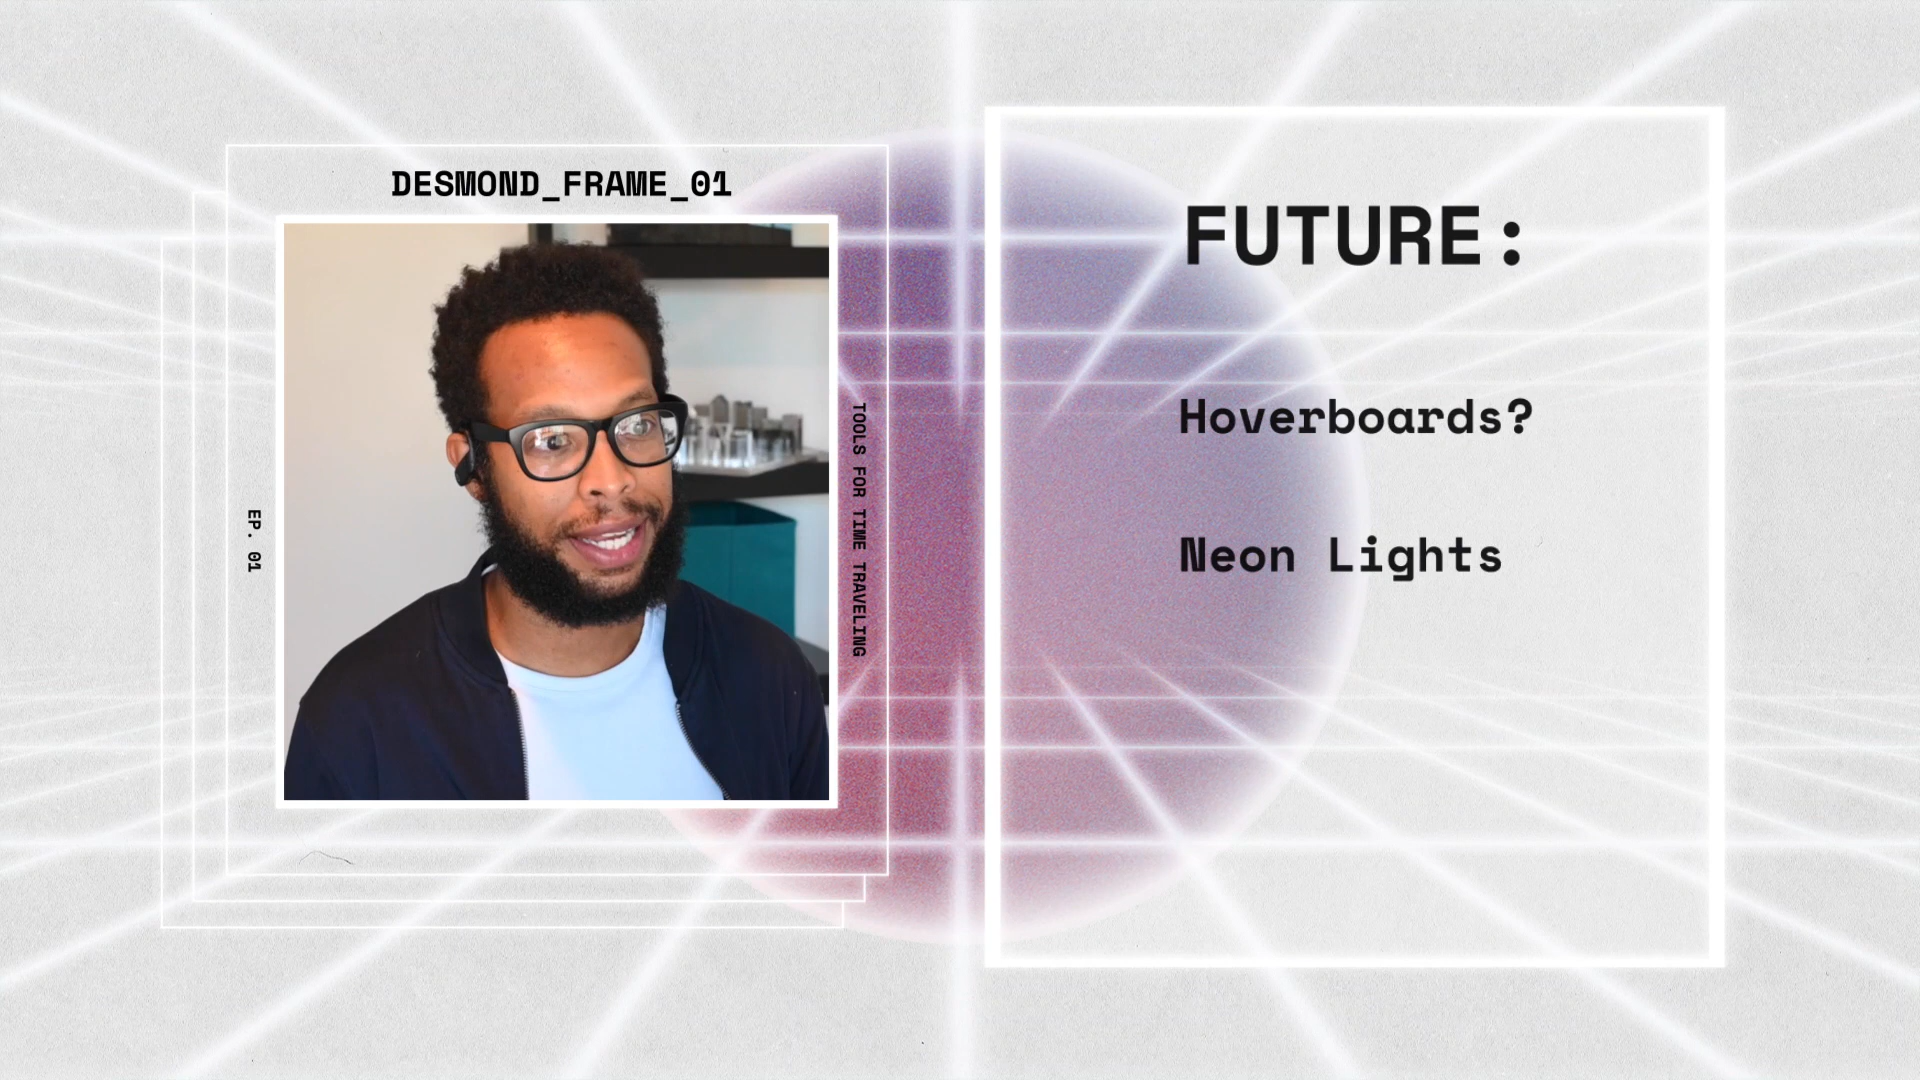 DESMOND_FRAME_01
EP. 01
TOOLS FOR TIME TRAVELING
FUTURE:
Hoverboards?
Neon Lights